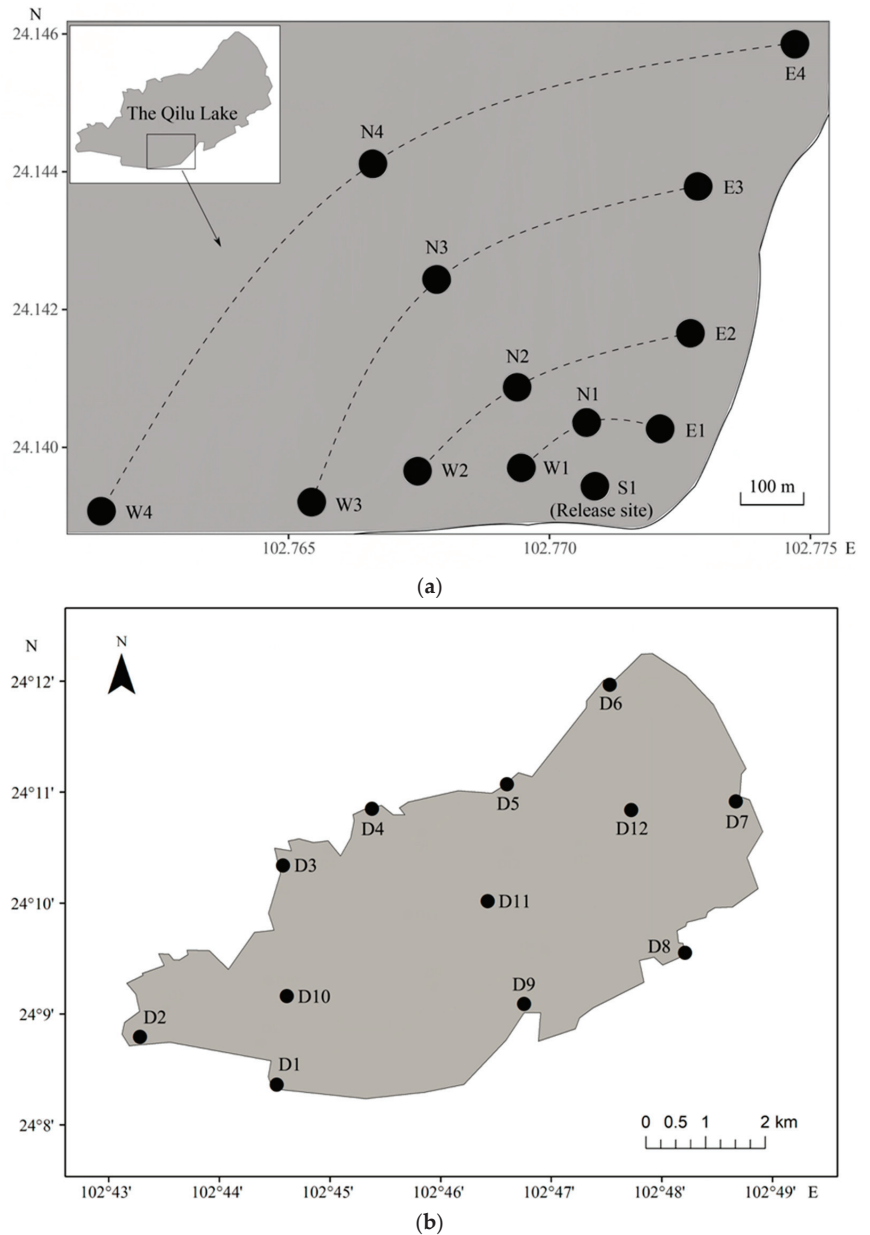 N
24.146
The Qilu Lake
E4
N4
24.144
E3
N3
24.142
E2
N2
N1
E1
24.140
W2
W1
W3
W4
S1
(Release site)
100 m
102.765
102.770
102.775
E
(a)
N
N
24°12'
D6
24°11'
D5
D4
D12
D7
D3
24°10'
D11
D8
D9
D10
24°9'
D2
D1
24°8'
0 0.5 1 2 km
102°43' 102°44' 102°45' 102°46' 102°47' 102°48' 102°49' E
(b)